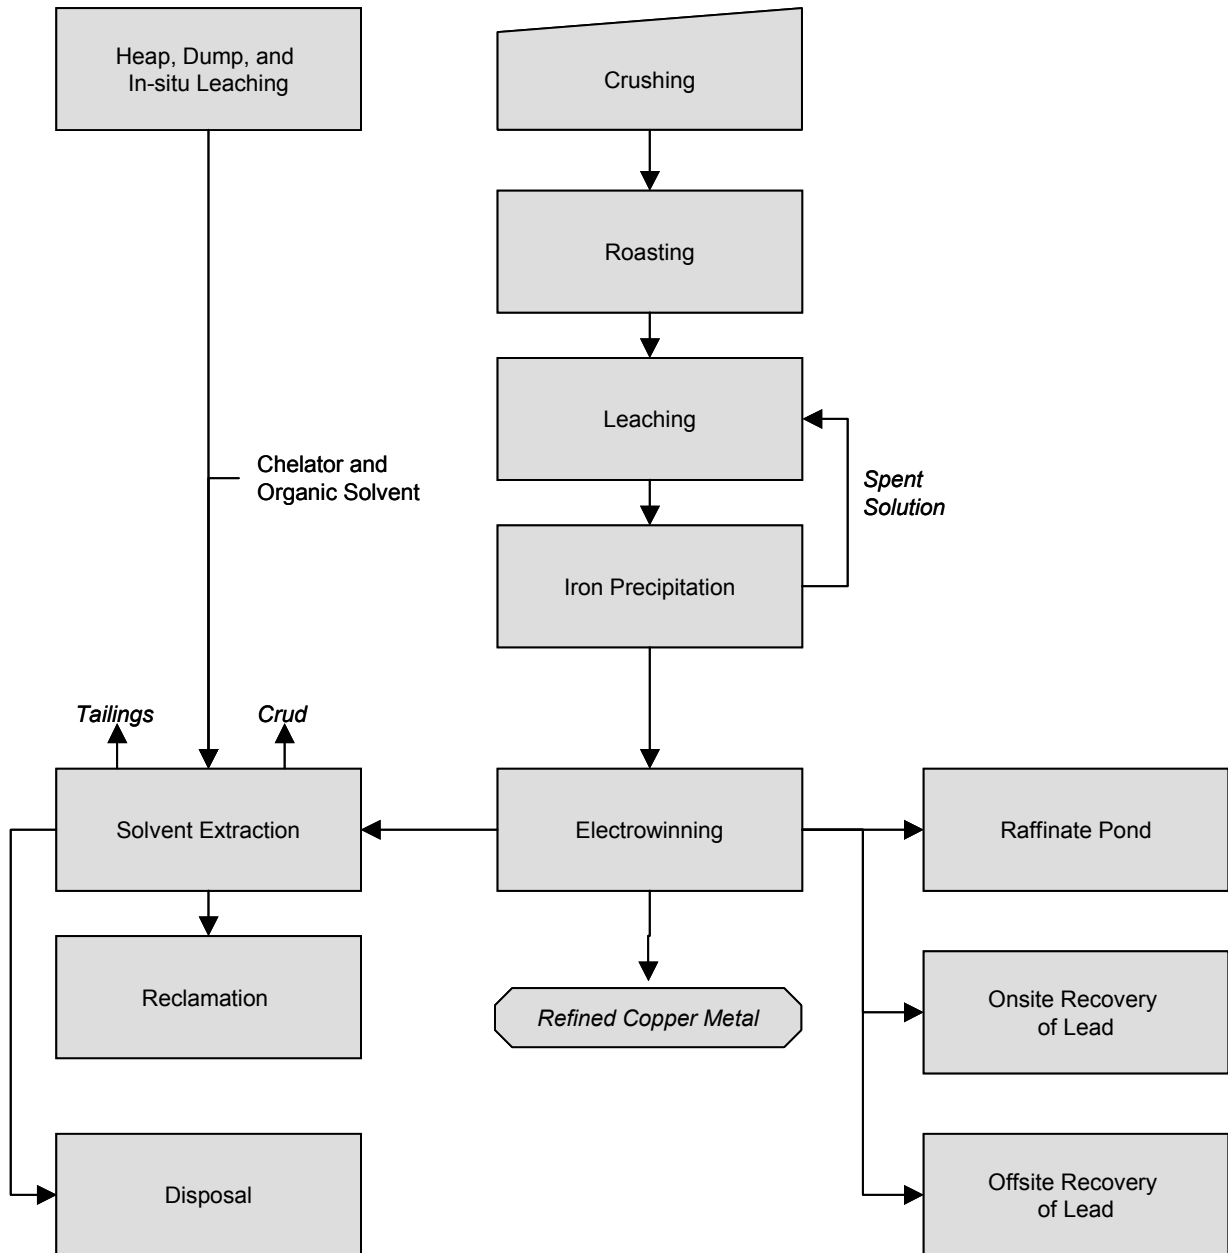 Heap, Dump, and
In-situ Leaching
Crushing
Roasting
Leaching
Chelator and
Organic Solvent
Spent
Solution
Iron Precipitation
Tailings
Crud
Solvent Extraction
Electrowinning
Raffinate Pond
Reclamation
Refined Copper Metal
Onsite Recovery
of Lead
Disposal
Offsite Recovery
of Lead